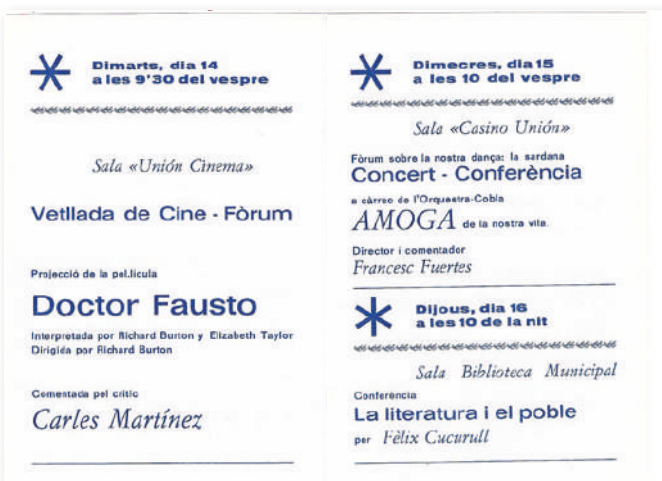 Dimarts, dia 14
a les 9'30 del vespre
Sala «Unión Cinema»
Vetllada de Cine - Fòrum
Projecció de la pel.lícula
Doctor Fausto
Interpretada por Richard Burton y Elizabeth Taylor
Dirigida por Richard Burton
Comentada pel crític
Carles Martínez
Dimecres, dia 15
a les 10 del vespre
Sala «Casino Unión»
Fòrum sobre la nostra dança: la sardana
Concert - Conferència
a càrrec de l'Orquestra-Cobla
AMOGA de la nostra vila.
Director i comentador
Francesc Fuertes
Dijous, dia 16
a les 10 de la nit
Sala Biblioteca Municipal
Conferència
La literatura i el poble
per Fèlix Cucurull